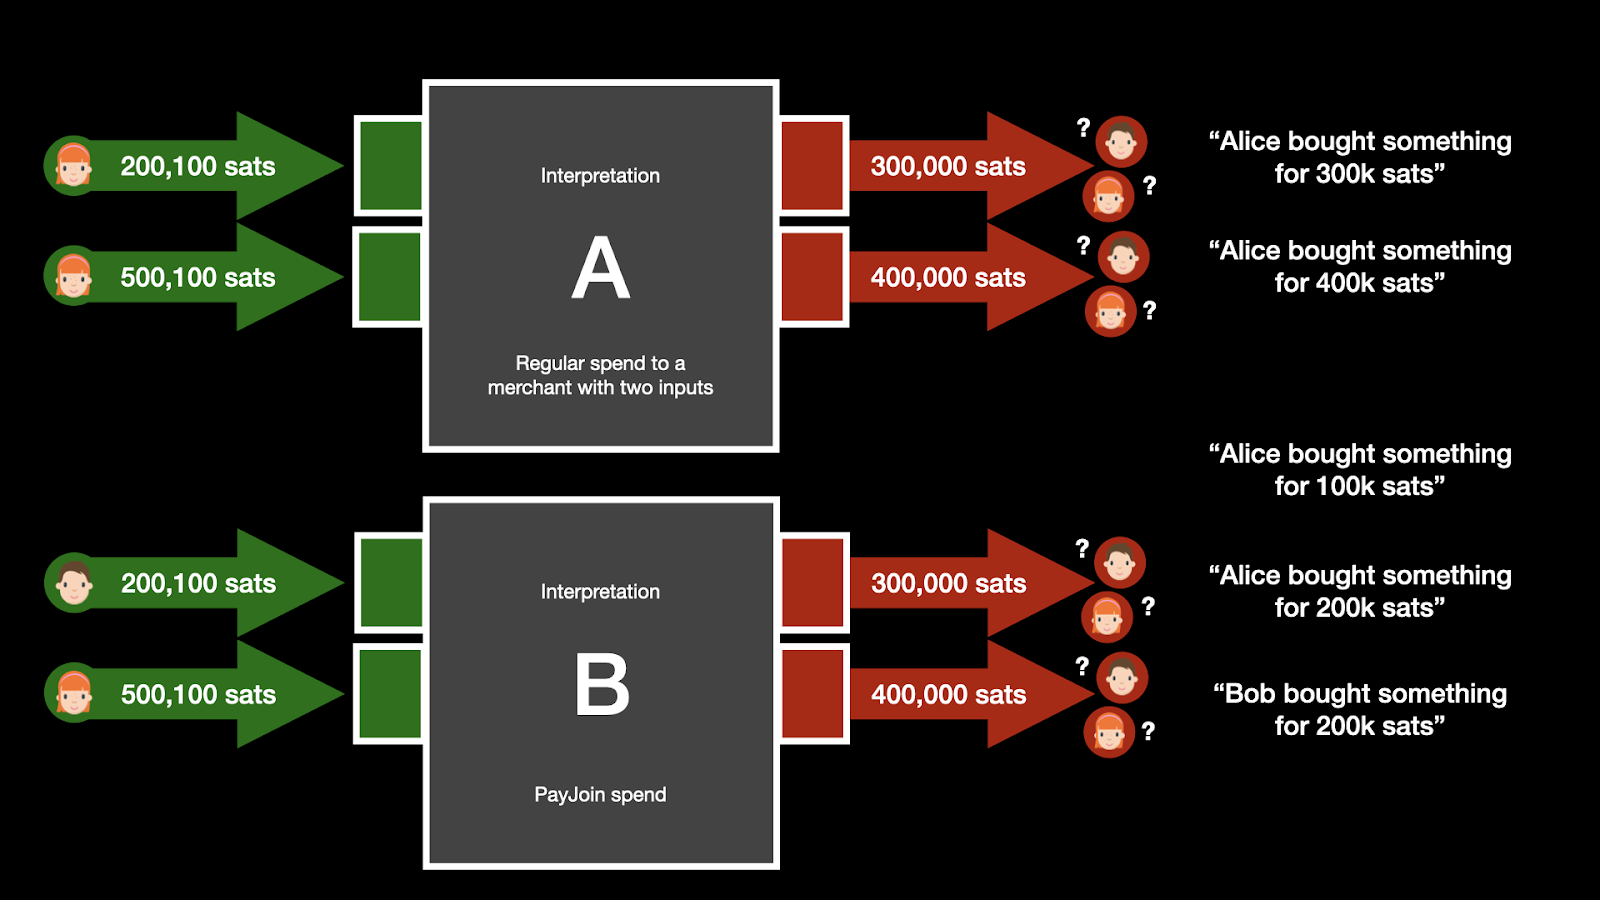 200,100 sats
500,100 sats
Interpretation
A
Regular spend to a
merchant with two inputs
300,000 sats
400,000 sats
?
?
?
?
“Alice bought something
for 300k sats”
“Alice bought something
for 400k sats”
200,100 sats
500,100 sats
Interpretation
B
PayJoin spend
300,000 sats
400,000 sats
?
?
?
?
“Alice bought something
for 100k sats”
“Alice bought something
for 200k sats”
“Bob bought something
for 200k sats”